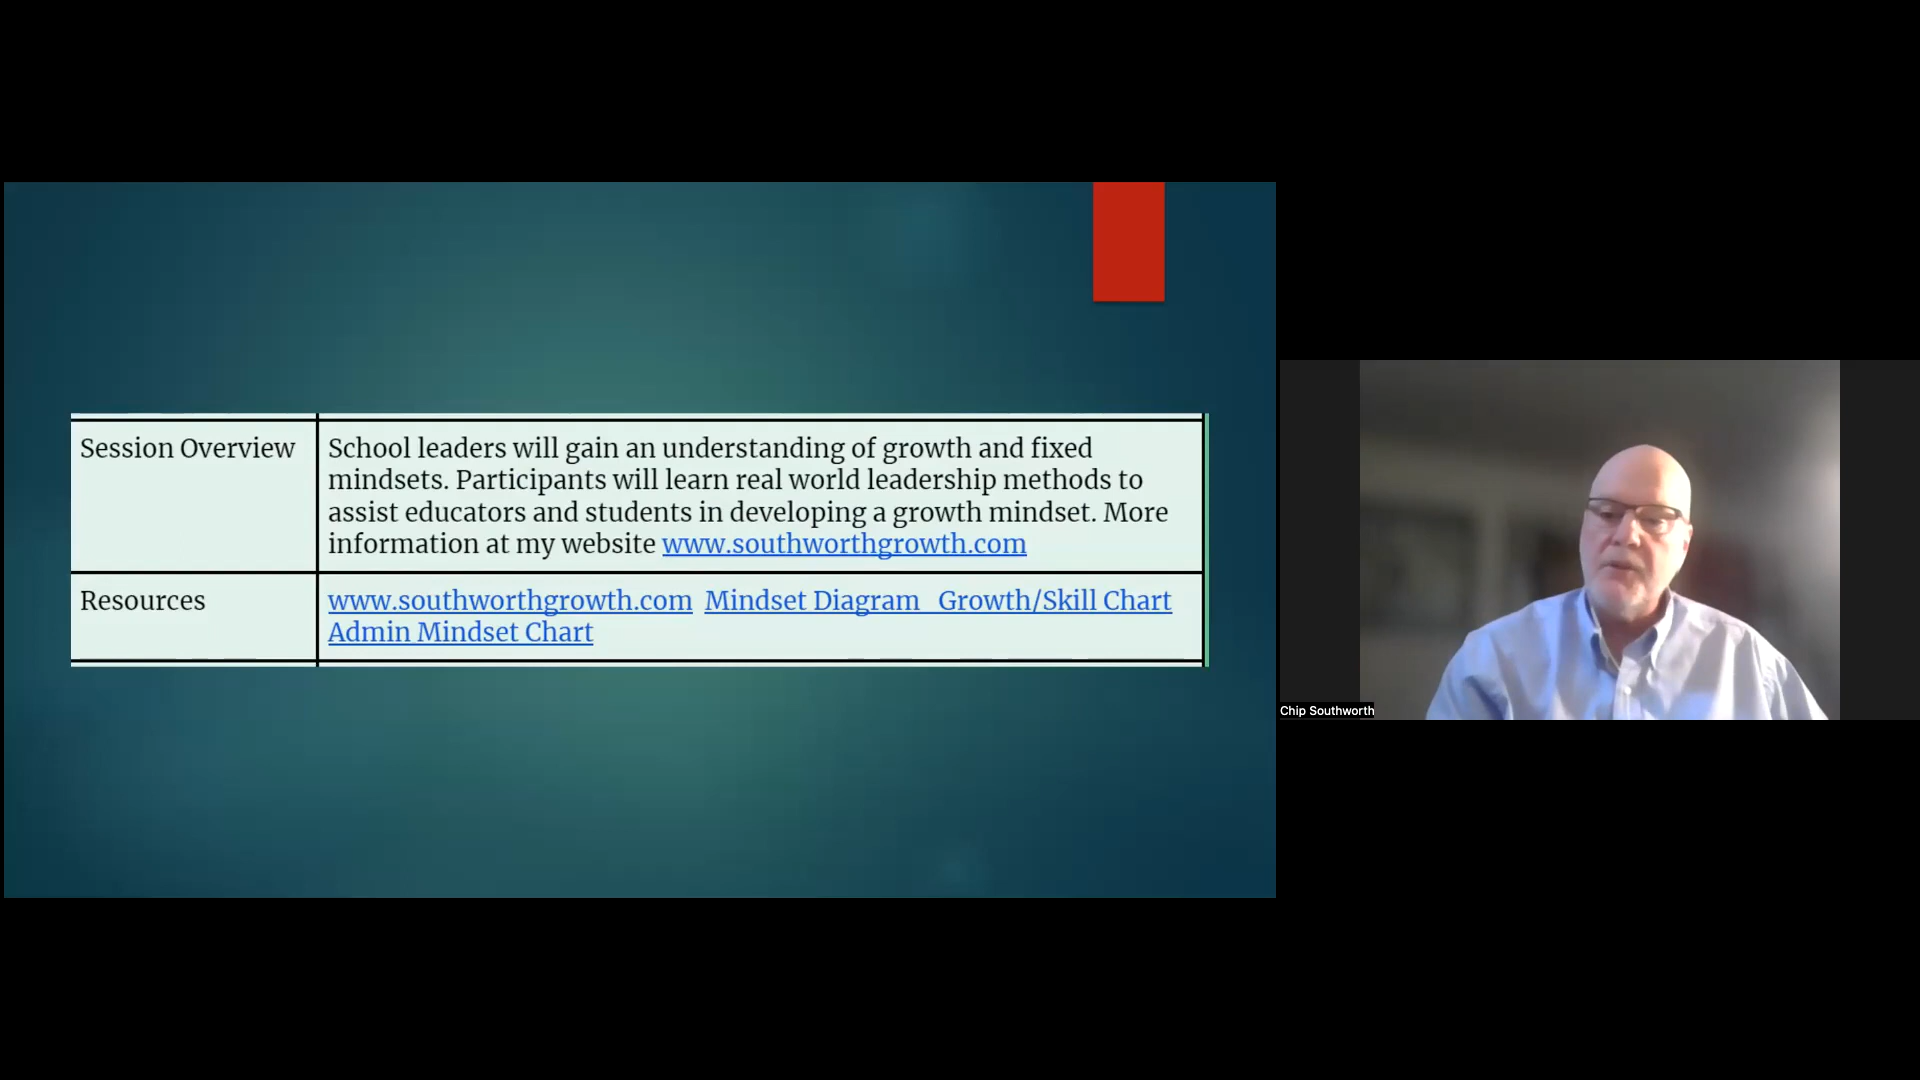 Session Overview
School leaders will gain an understanding of growth and fixed
mindsets. Participants will learn real world leadership methods to
assist educators and students in developing a growth mindset. More
information at my website www.southworthgrowth.com
Resources
www.southworthgrowth.com Mindset Diagram Growth/Skill Chart
Admin Mindset Chart
Chip Southworth